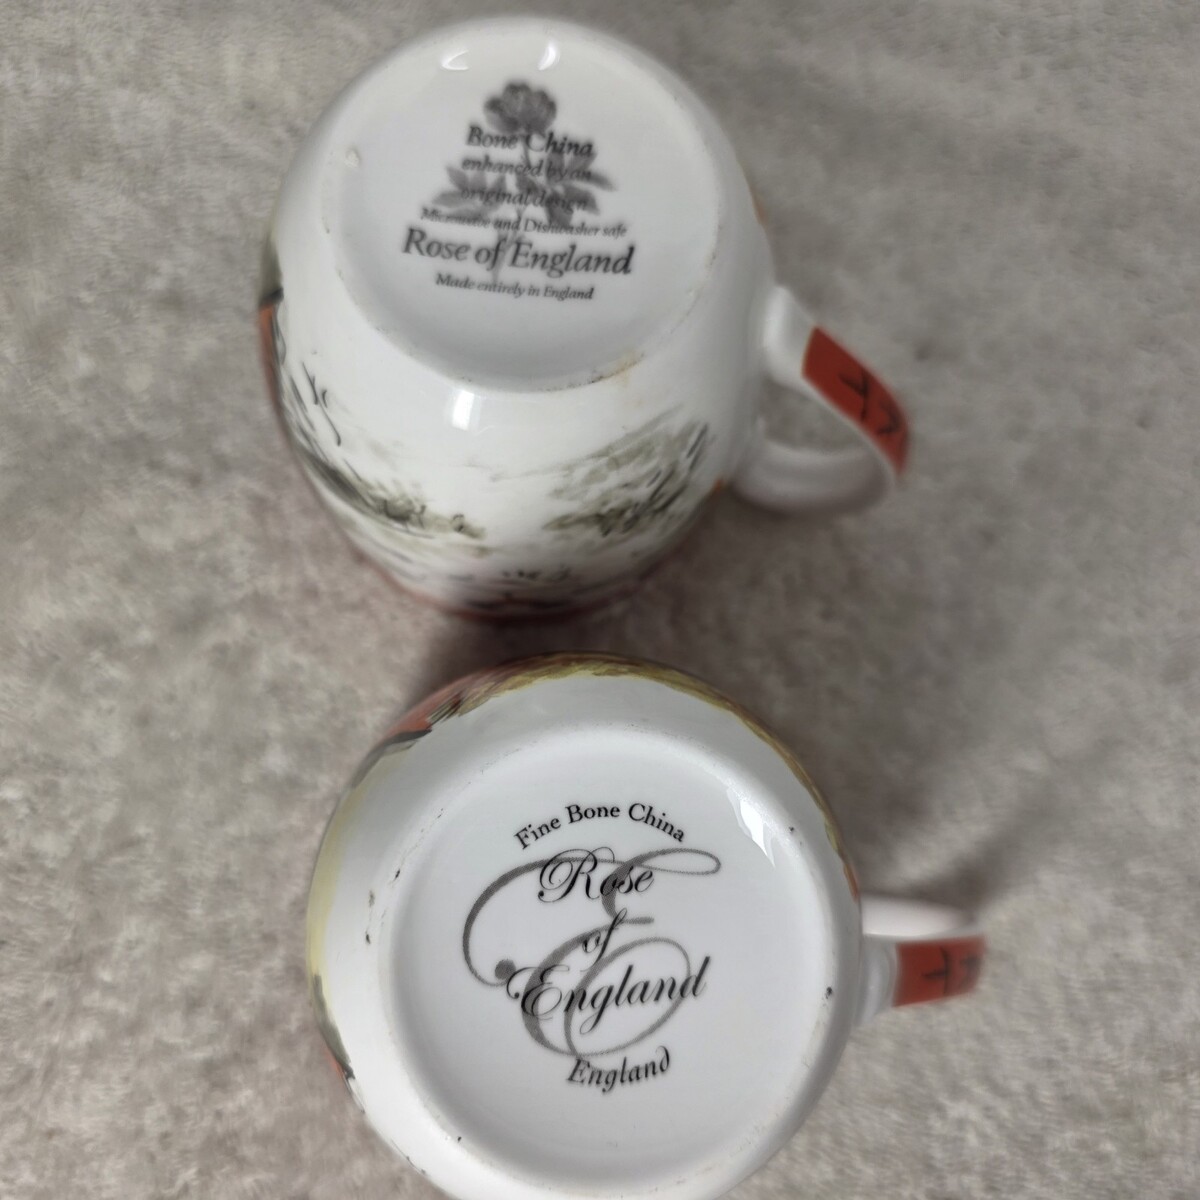 Bone China
enhanced by an
original design
Microwave and Dishwasher safe
Rose of England
Made entirely in England
Fine Bone China
Rose
of
England
England